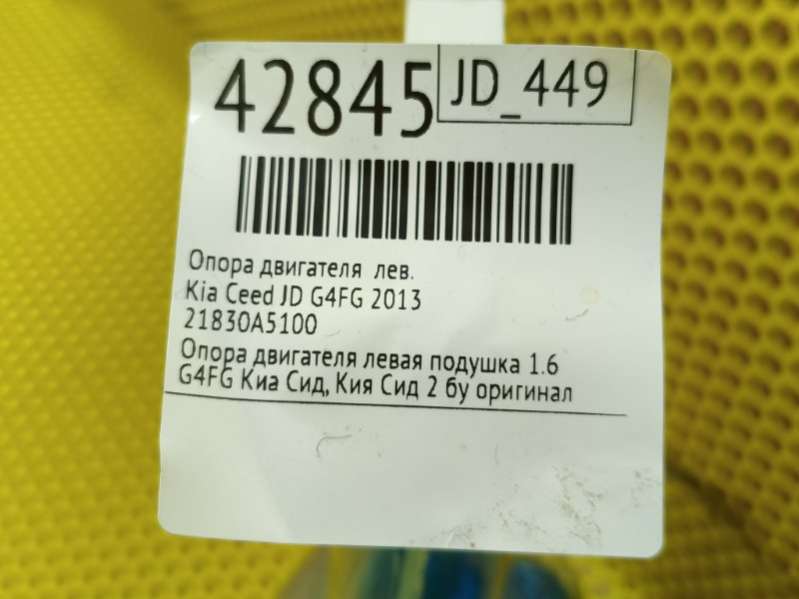 42845
JD_449
Опора двигателя лев.
Kia Ceed JD G4FG 2013
21830A5100
Опора двигателя левая подушка 1.6
G4FG Киа Сид, Кия Сид 2 бу оригинал